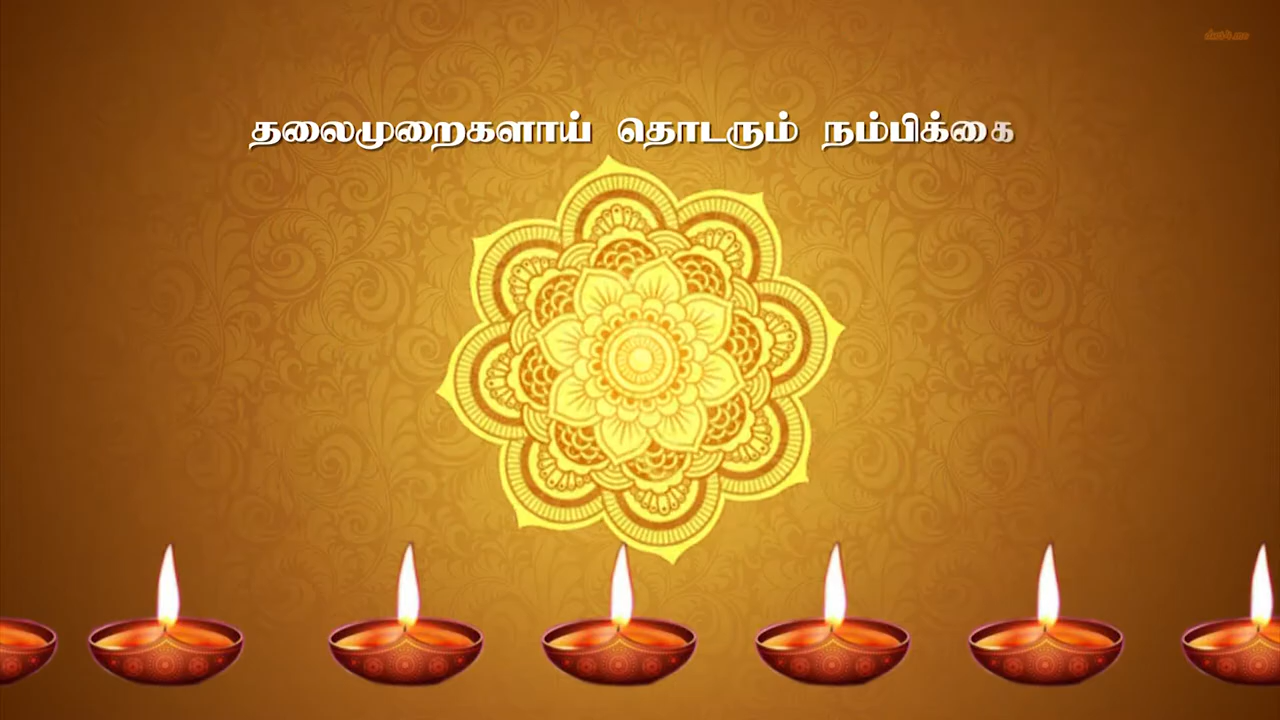 தலைமுறைகளாய் தொடரும் நம்பிக்கை